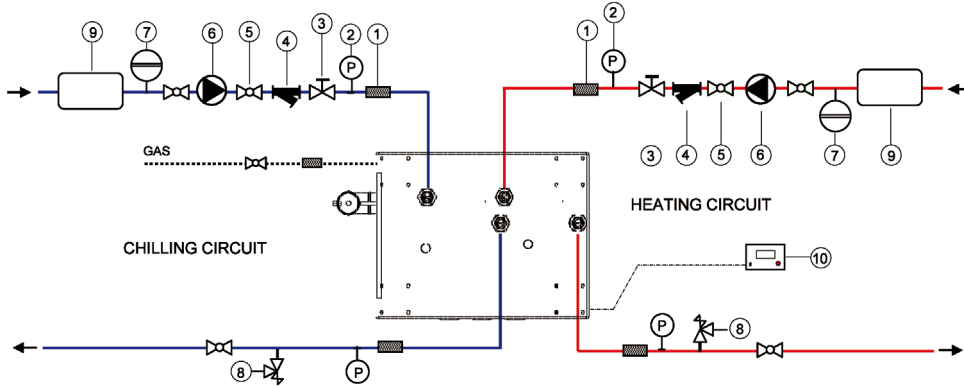 9 7 6 5 4 3 2 1
P
1 2
P
3 4 5 6 7 9
GAS
HEATING CIRCUIT
CHILLING CIRCUIT
10
8 P
P 8